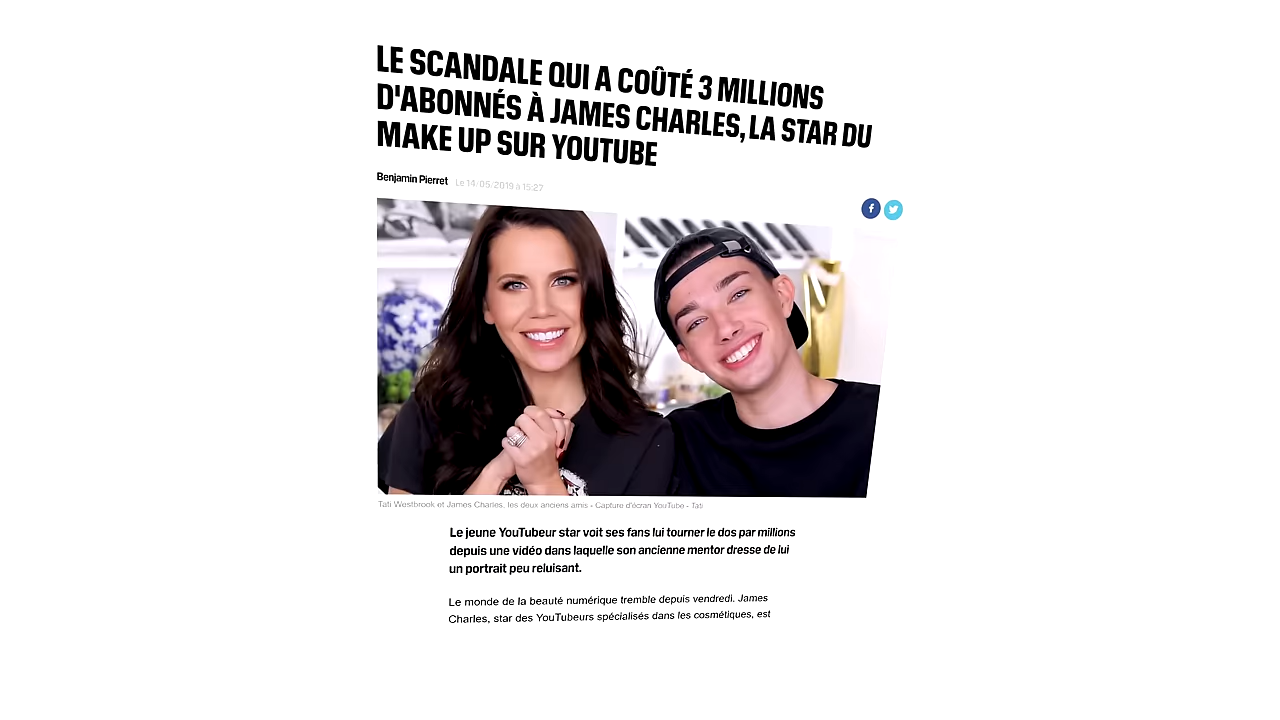 LE SCANDALE QUI A COÛTÉ 3 MILLIONS
D'ABONNÉS À JAMES CHARLES, LA STAR DU
MAKE UP SUR YOUTUBE
Benjamin Pierret Le 14/05/2019 à 15:27
Tati Westbrook et James Charles, les deux anciens amis - Capture d'écran YouTube - Tati
Le jeune YouTubeur star voit ses fans lui tourner le dos par millions
depuis une vidéo dans laquelle son ancienne mentor dresse de lui
un portrait peu reluisant.
Le monde de la beauté numérique tremble depuis vendredi. James
Charles, star des YouTubeurs spécialisés dans les cosmétiques, est